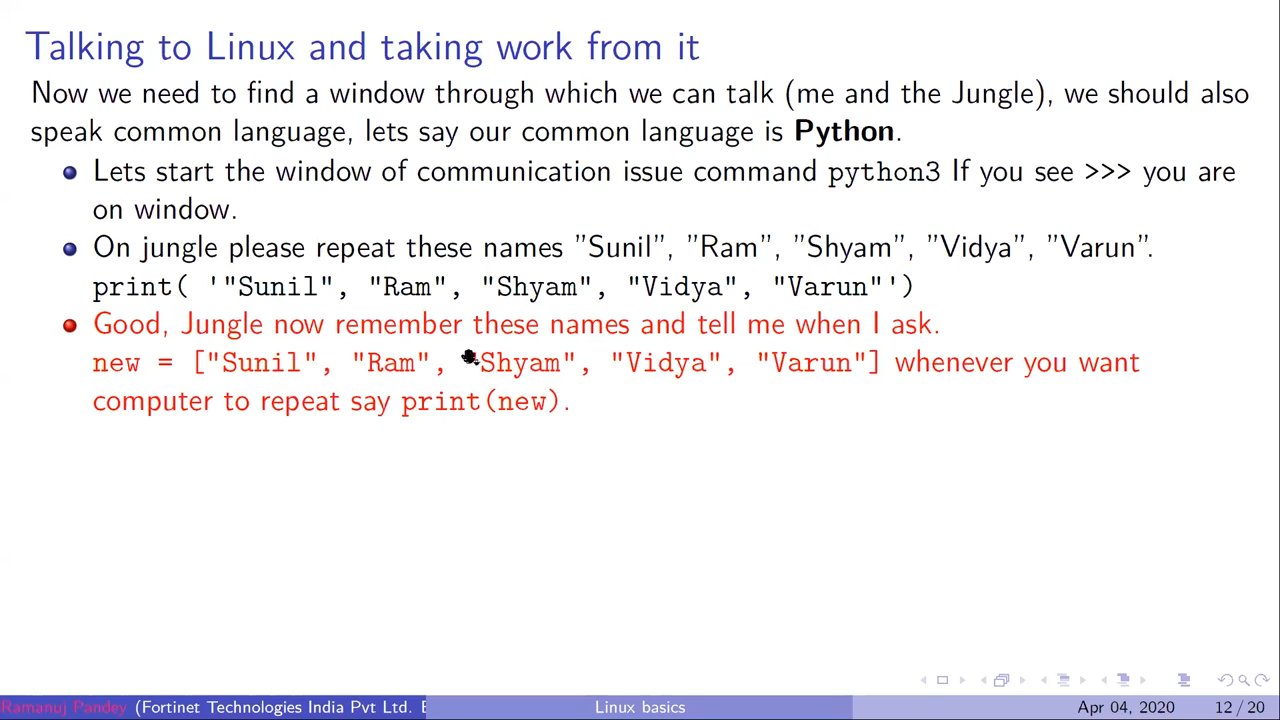 Talking to Linux and taking work from it
Now we need to find a window through which we can talk (me and the Jungle), we should also
speak common language, lets say our common language is Python.
Lets start the window of communication issue command python3 If you see >>> you are
on window.
On jungle please repeat these names ”Sunil”, ”Ram”, ”Shyam”, ”Vidya”, ”Varun”.
print( '"Sunil", "Ram", "Shyam", "Vidya", "Varun"')
Good, Jungle now remember these names and tell me when I ask.
new = ["Sunil", "Ram", "Shyam", "Vidya", "Varun"] whenever you want
computer to repeat say print(new).
Ramanuj Pandey (Fortinet Technologies India Pvt Ltd. Linux basics Apr 04, 2020 12 / 20